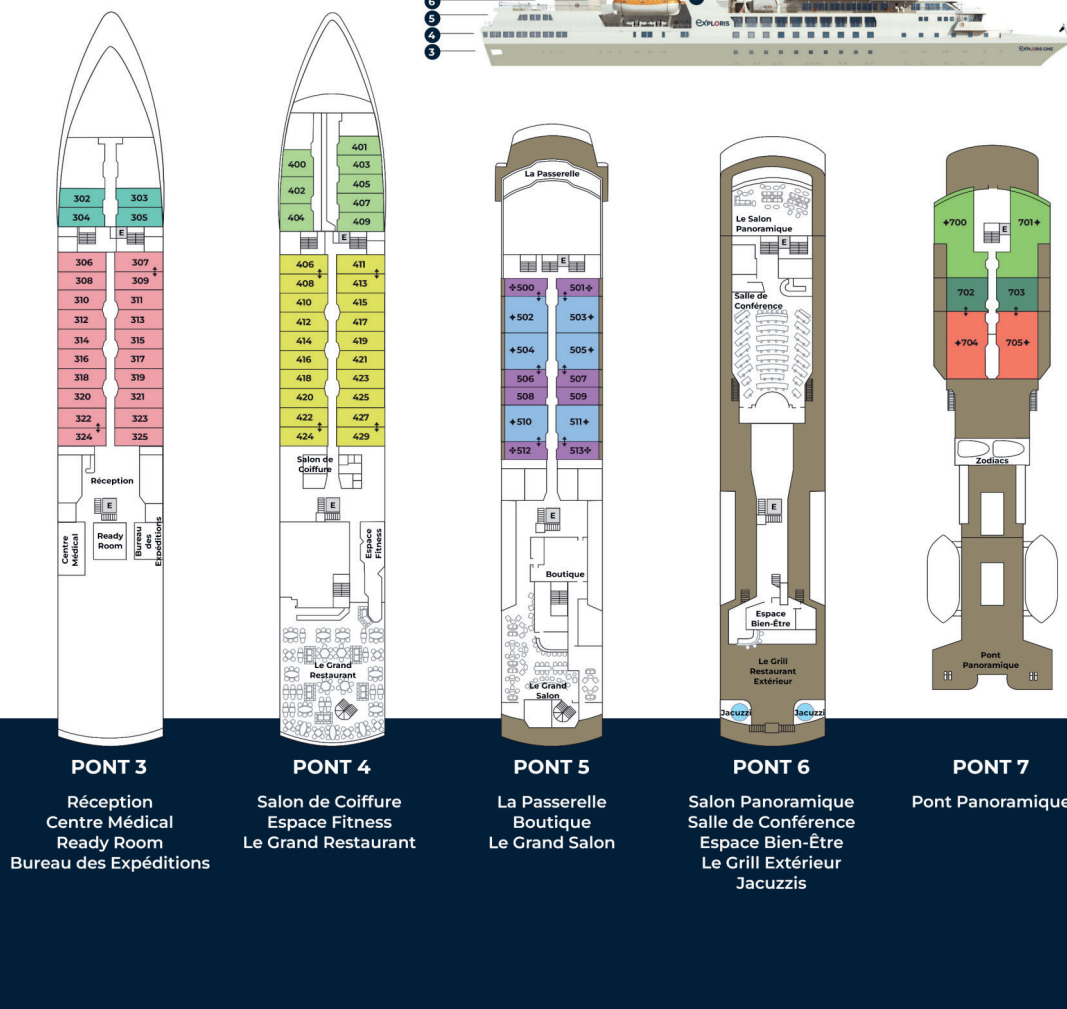 6
5
4
3
EXPLORIS
EXPLORIS ONE
302 303
304 305
E
306 307
308 309
310 311
312 313
314 315
316 317
318 319
320 321
322 323
324 325
Réception
E
Centre
Médical
Ready
Room
Bureau
des
Expéditions
401
400 403
402 405
407
404 409
E
406 411
408 413
410 415
412 417
414 419
416 421
418 423
420 425
422 427
424 429
Salon de
Coiffure
E
Espace
Fitness
Le Grand
Restaurant
La Passerelle
E
✣500 501✣
✦502 503✦
✦504 505✦
506 507
508 509
✦510 511✦
✣512 513✣
E
Boutique
Le Grand
Salon
Le Salon
Panoramique
E
Salle de
Conférence
E
Espace
Bien-Être
Le Grill
Restaurant
Extérieur
Jacuzzi Jacuzzi
✦700 701✦
E
702 703
✦704 705✦
Zodiacs
Pont
Panoramique
PONT 3
Réception
Centre Médical
Ready Room
Bureau des Expéditions
PONT 4
Salon de Coiffure
Espace Fitness
Le Grand Restaurant
PONT 5
La Passerelle
Boutique
Le Grand Salon
PONT 6
Salon Panoramique
Salle de Conférence
Espace Bien-Être
Le Grill Extérieur
Jacuzzis
PONT 7
Pont Panoramique